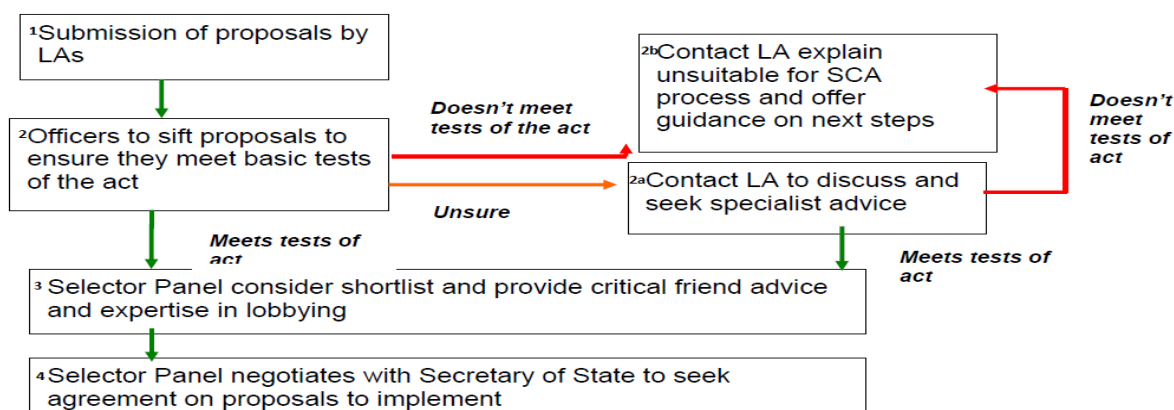 1Submission of proposals by
LAs
2bContact LA explain
unsuitable for SCA
process and offer
guidance on next steps
Doesn't meet
tests of the act
Doesn't
meet
tests of
act
2Officers to sift proposals to
ensure they meet basic tests
of the act
2aContact LA to discuss and
seek specialist advice
Unsure
Meets tests of
act
Meets tests of
act
3 Selector Panel consider shortlist and provide critical friend advice
and expertise in lobbying
4 Selector Panel negotiates with Secretary of State to seek
agreement on proposals to implement